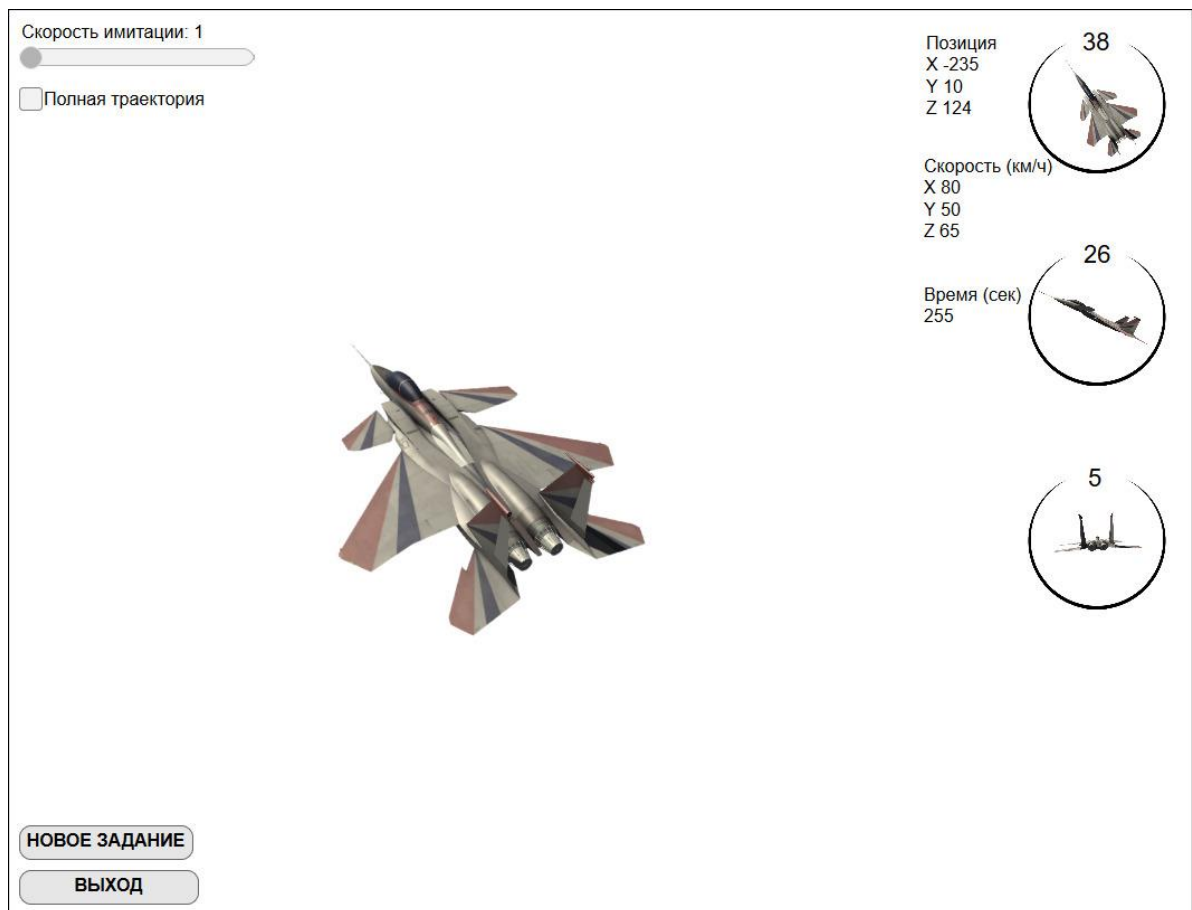 Скорость имитации: 1
Полная траектория
Позиция
X -235
Y 10
Z 124
38
Скорость (км/ч)
X 80
Y 50
Z 65
26
Время (сек)
255
5
НОВОЕ ЗАДАНИЕ
ВЫХОД